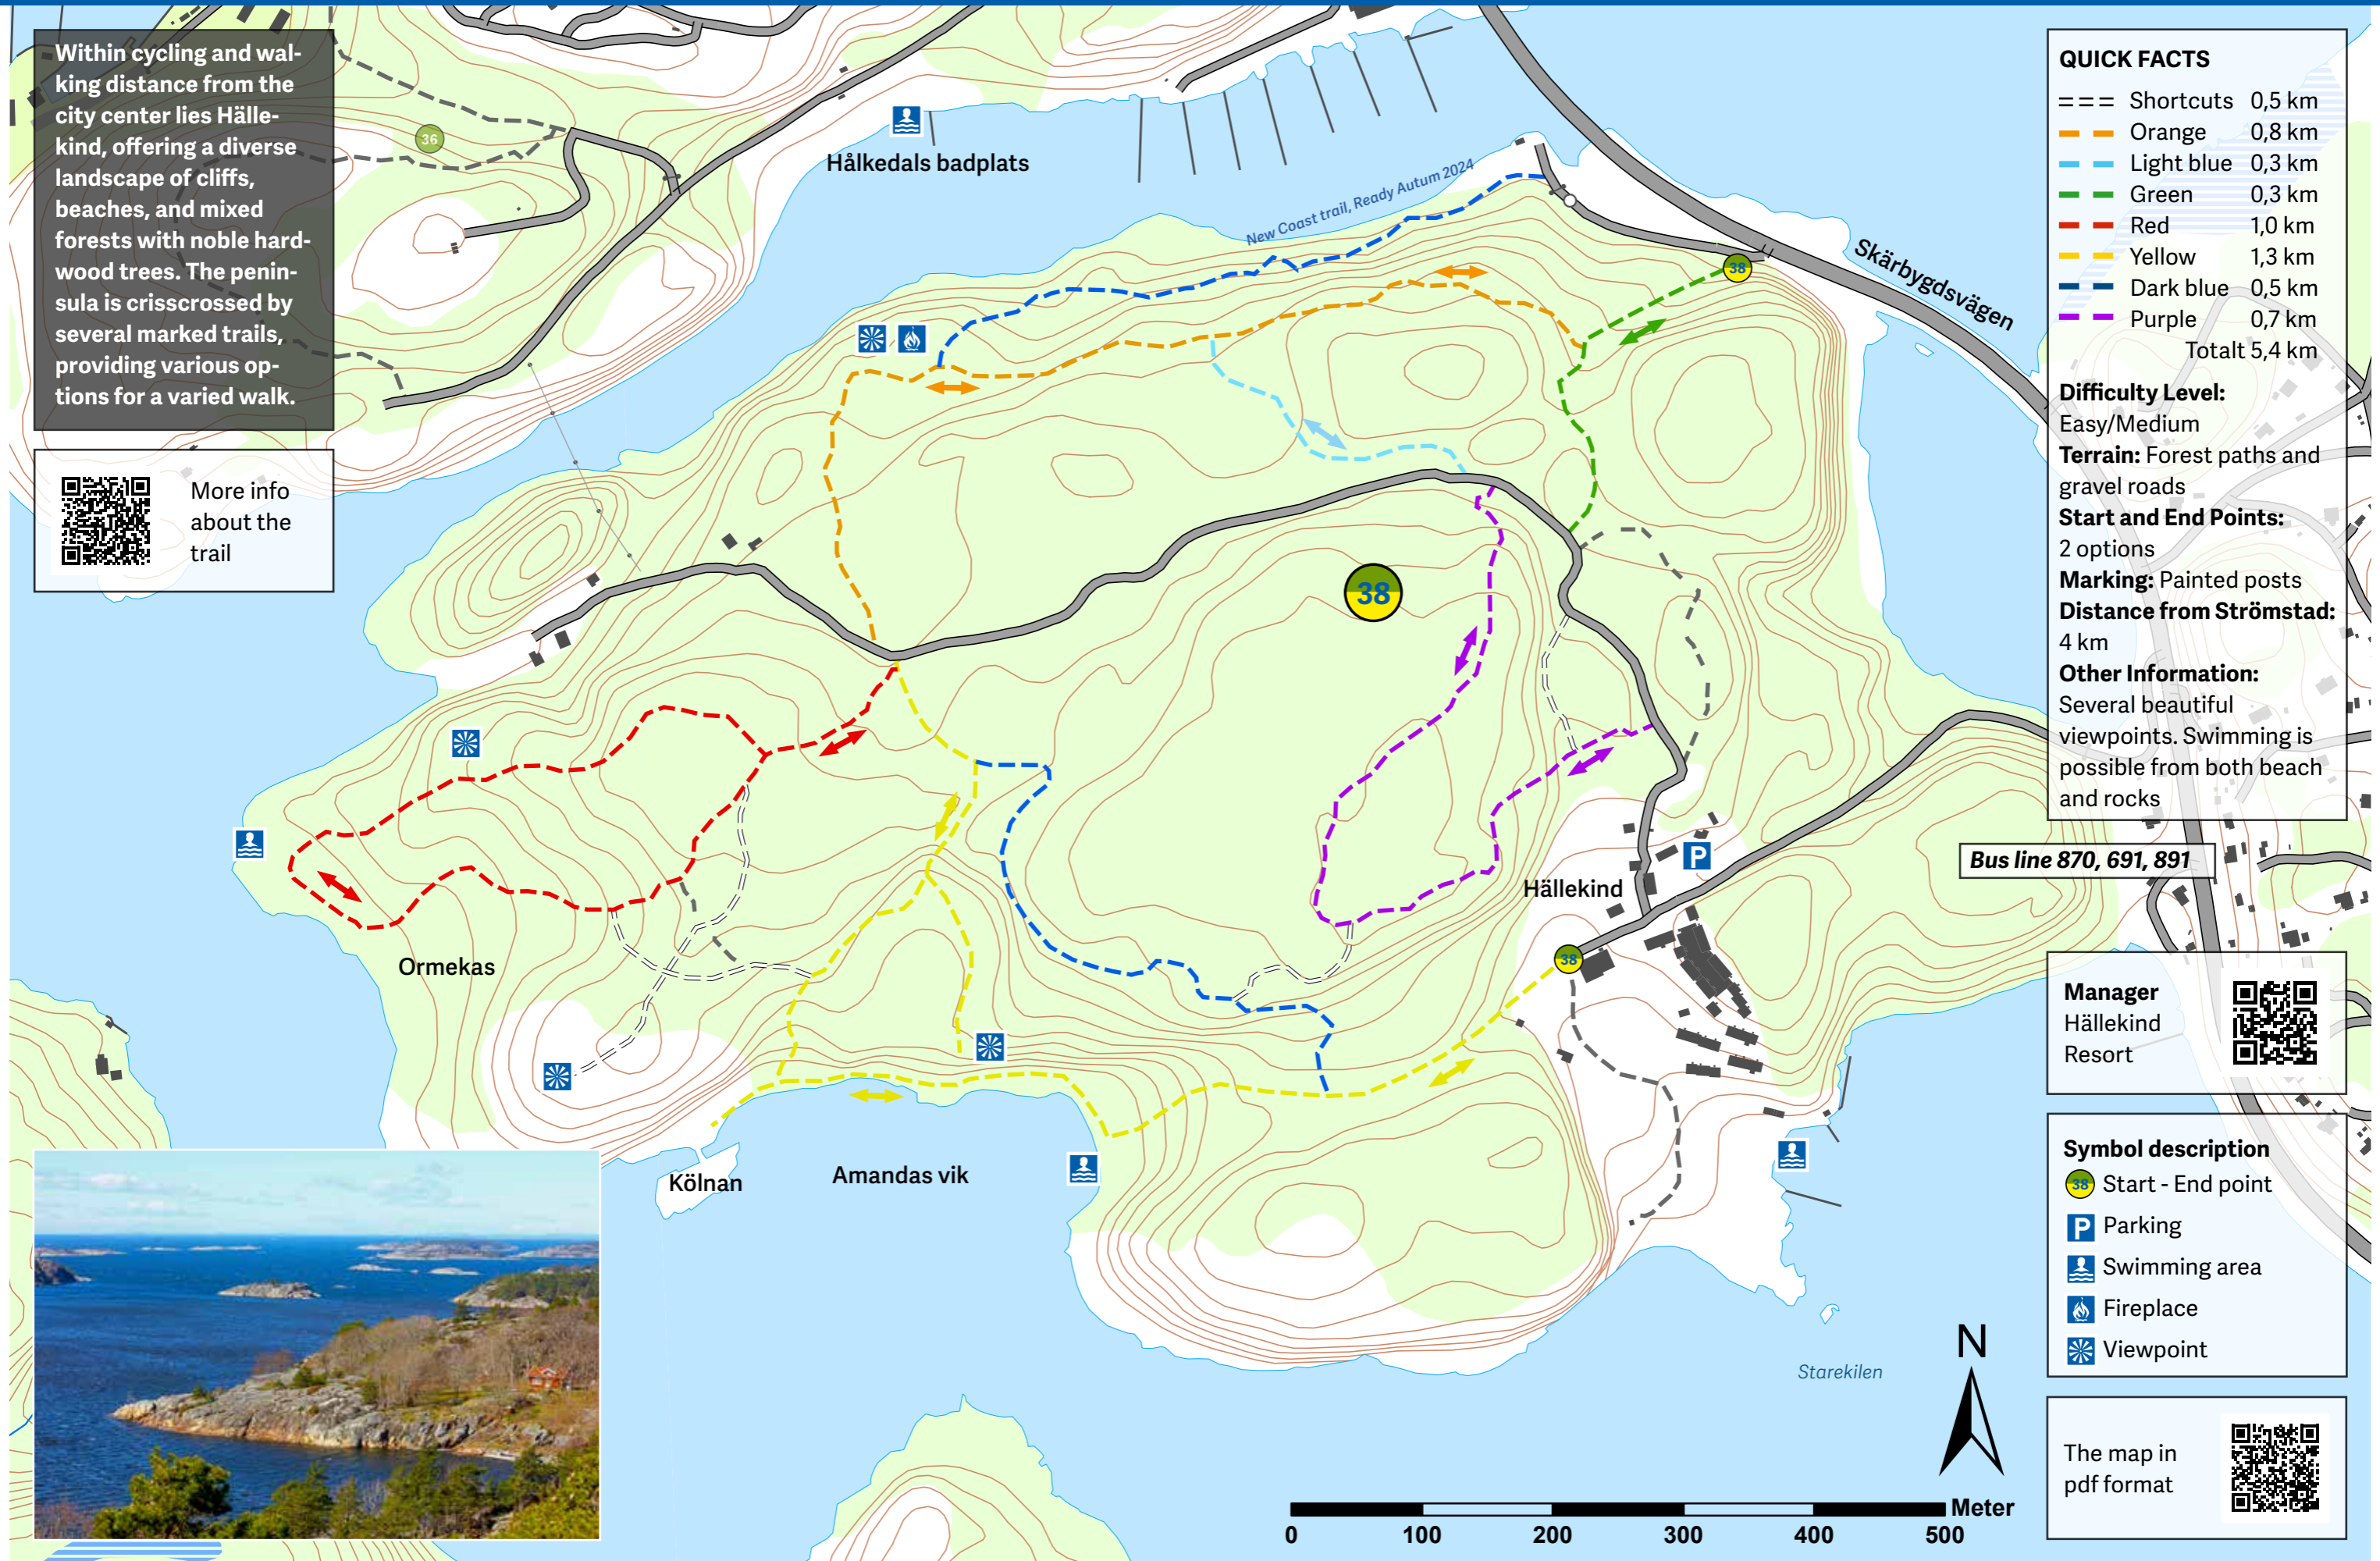 Within cycling and wal-
king distance from the
city center lies Hälle-
kind, offering a diverse
landscape of cliffs,
beaches, and mixed
forests with noble hard-
wood trees. The penin-
sula is crisscrossed by
several marked trails,
providing various op-
tions for a varied walk.
More info
about the
trail
36
Hålkedals badplats
New Coast trail, Ready Autum 2024
38
Skärbygdsvägen
38
Hällekind
P
38
Ormekas
Kölnan
Amandas vik
Starekilen
N
Meter
0 100 200 300 400 500
QUICK FACTS
Shortcuts 0,5 km
Orange 0,8 km
Light blue 0,3 km
Green 0,3 km
Red 1,0 km
Yellow 1,3 km
Dark blue 0,5 km
Purple 0,7 km
Totalt 5,4 km
Difficulty Level:
Easy/Medium
Terrain: Forest paths and
gravel roads
Start and End Points:
2 options
Marking: Painted posts
Distance from Strömstad:
4 km
Other Information:
Several beautiful
viewpoints. Swimming is
possible from both beach
and rocks
Bus line 870, 691, 891
Manager
Hällekind
Resort
Symbol description
38 Start - End point
P Parking
Swimming area
Fireplace
Viewpoint
The map in
pdf format